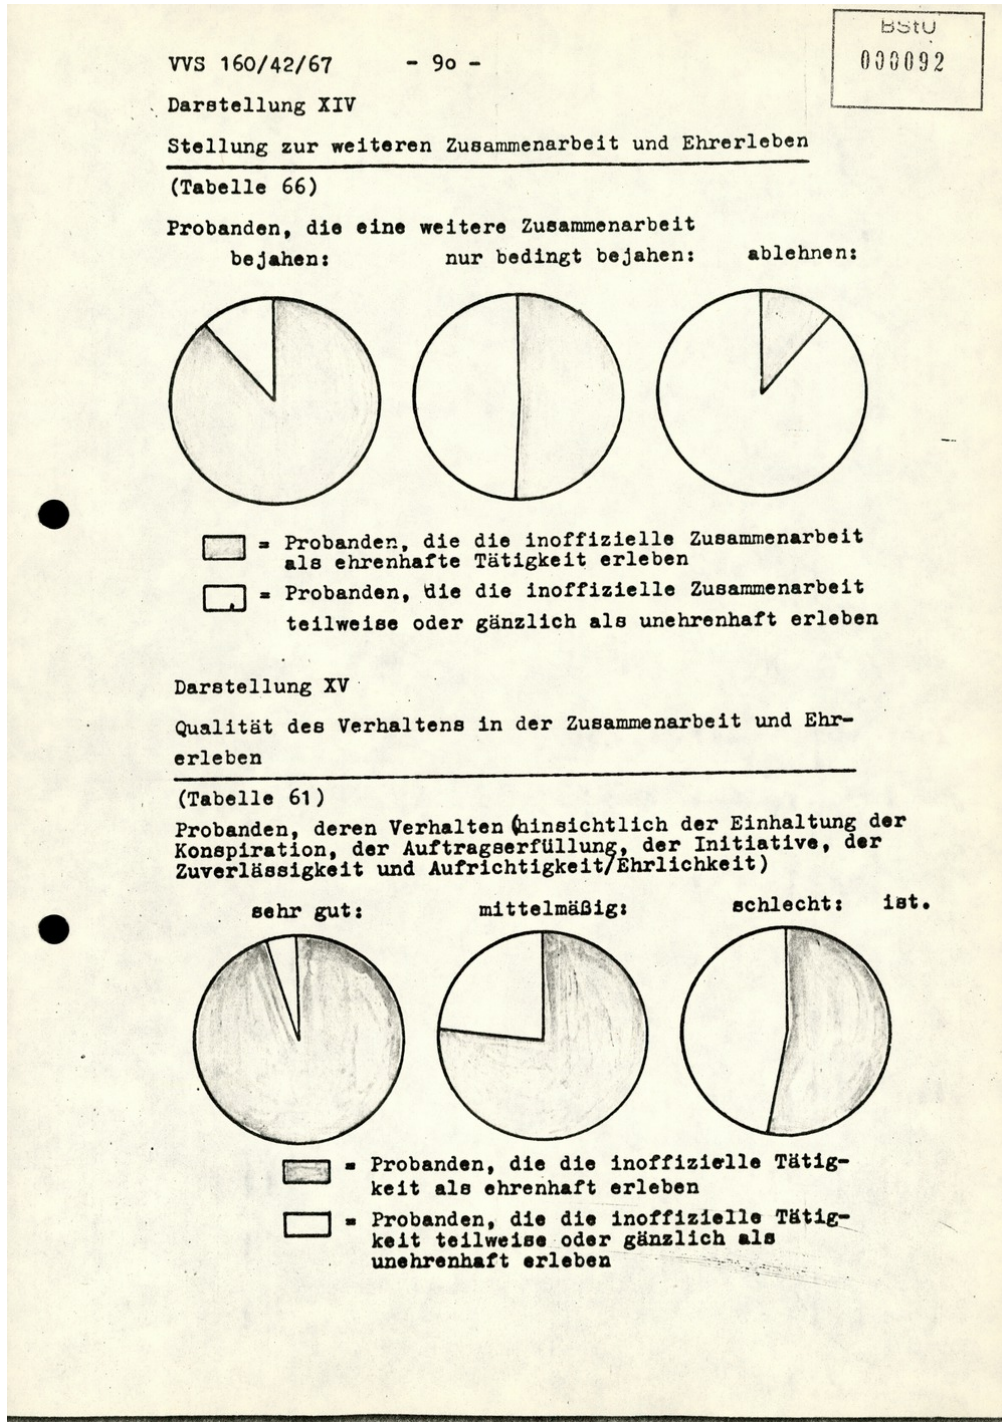 BStU
000092
VVS 160/42/67 - 9o -
Darstellung XIV
Stellung zur weiteren Zusammenarbeit und Ehrerleben
(Tabelle 66)
Probanden, die eine weitere Zusammenarbeit
bejahen: nur bedingt bejahen: ablehnen:
= Probanden, die die inoffizielle Zusammenarbeit
als ehrenhafte Tätigkeit erleben
= Probanden, die die inoffizielle Zusammenarbeit
teilweise oder gänzlich als unehrenhaft erleben
Darstellung XV
Qualität des Verhaltens in der Zusammenarbeit und Ehr-
erleben
(Tabelle 61)
Probanden, deren Verhalten (hinsichtlich der Einhaltung der
Konspiration, der Auftragserfüllung, der Initiative, der
Zuverlässigkeit und Aufrichtigkeit/Ehrlichkeit)
sehr gut: mittelmäßig: schlecht: ist.
= Probanden, die die inoffizielle Tätig-
keit als ehrenhaft erleben
= Probanden, die die inoffizielle Tätig-
keit teilweise oder gänzlich als
unehrenhaft erleben